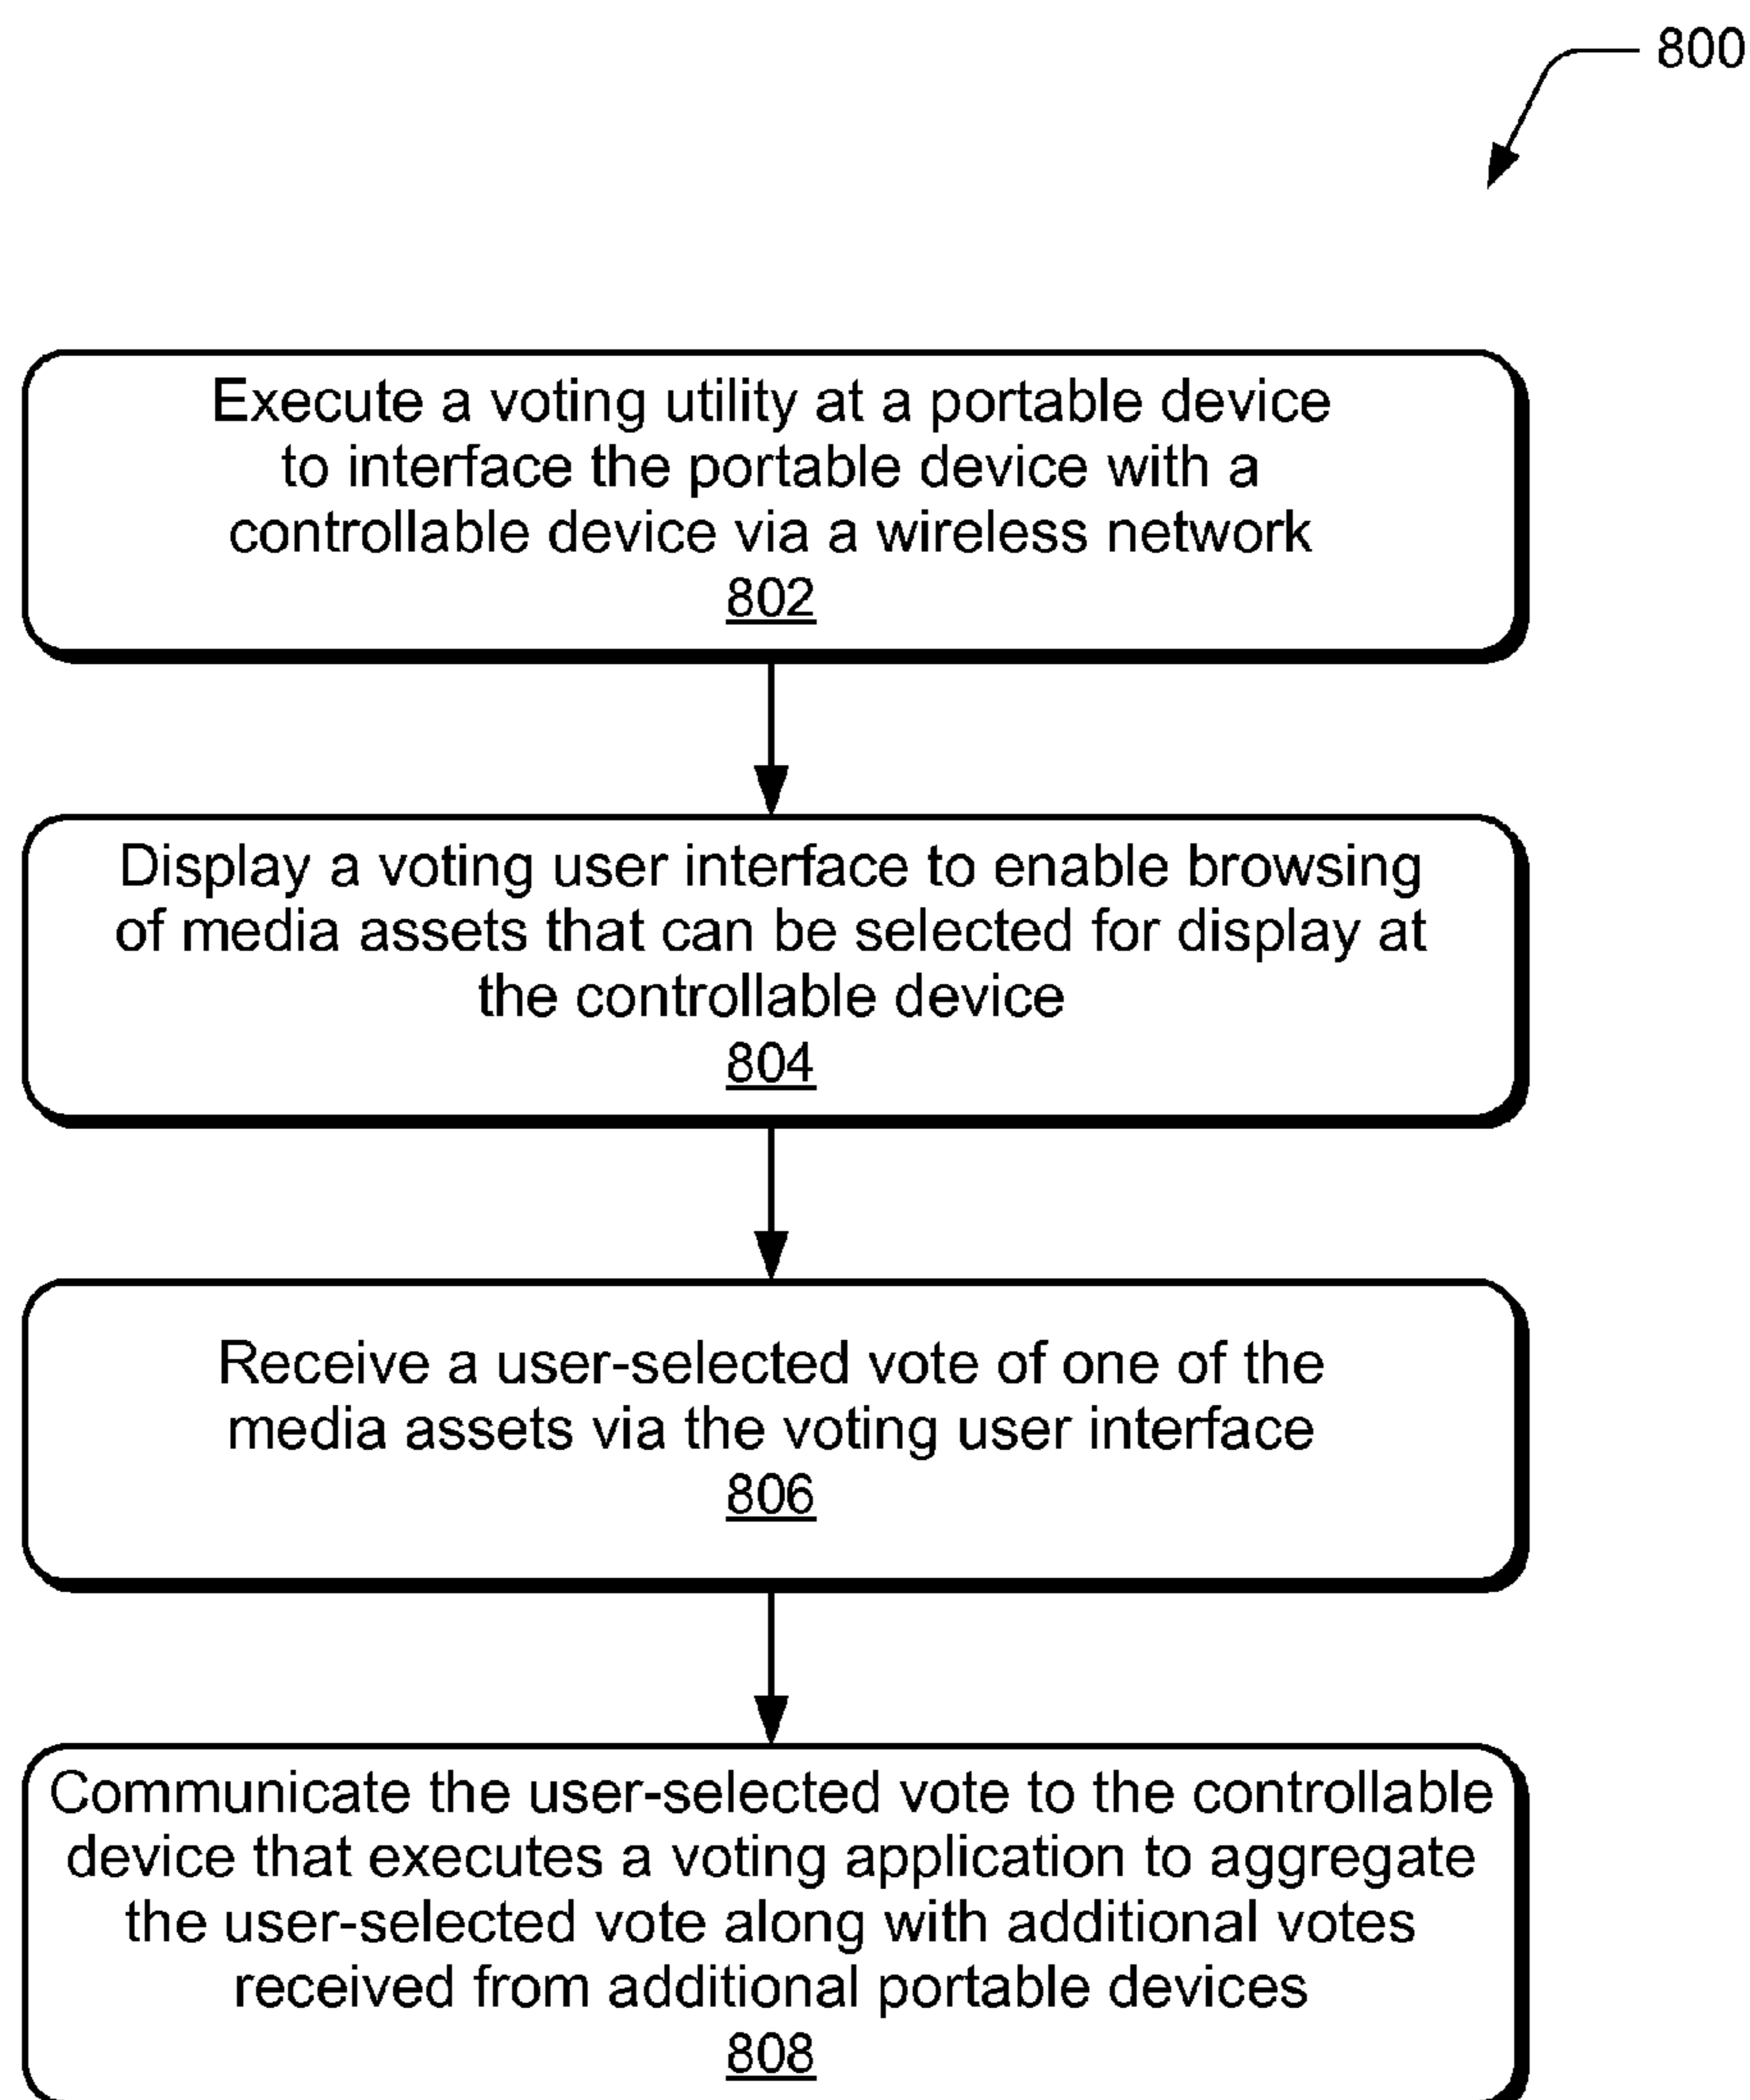 800
Execute a voting utility at a portable device
to interface the portable device with a
controllable device via a wireless network
802
Display a voting user interface to enable browsing
of media assets that can be selected for display at
the controllable device
804
Receive a user-selected vote of one of the
media assets via the voting user interface
806
Communicate the user-selected vote to the controllable
device that executes a voting application to aggregate
the user-selected vote along with additional votes
received from additional portable devices
808